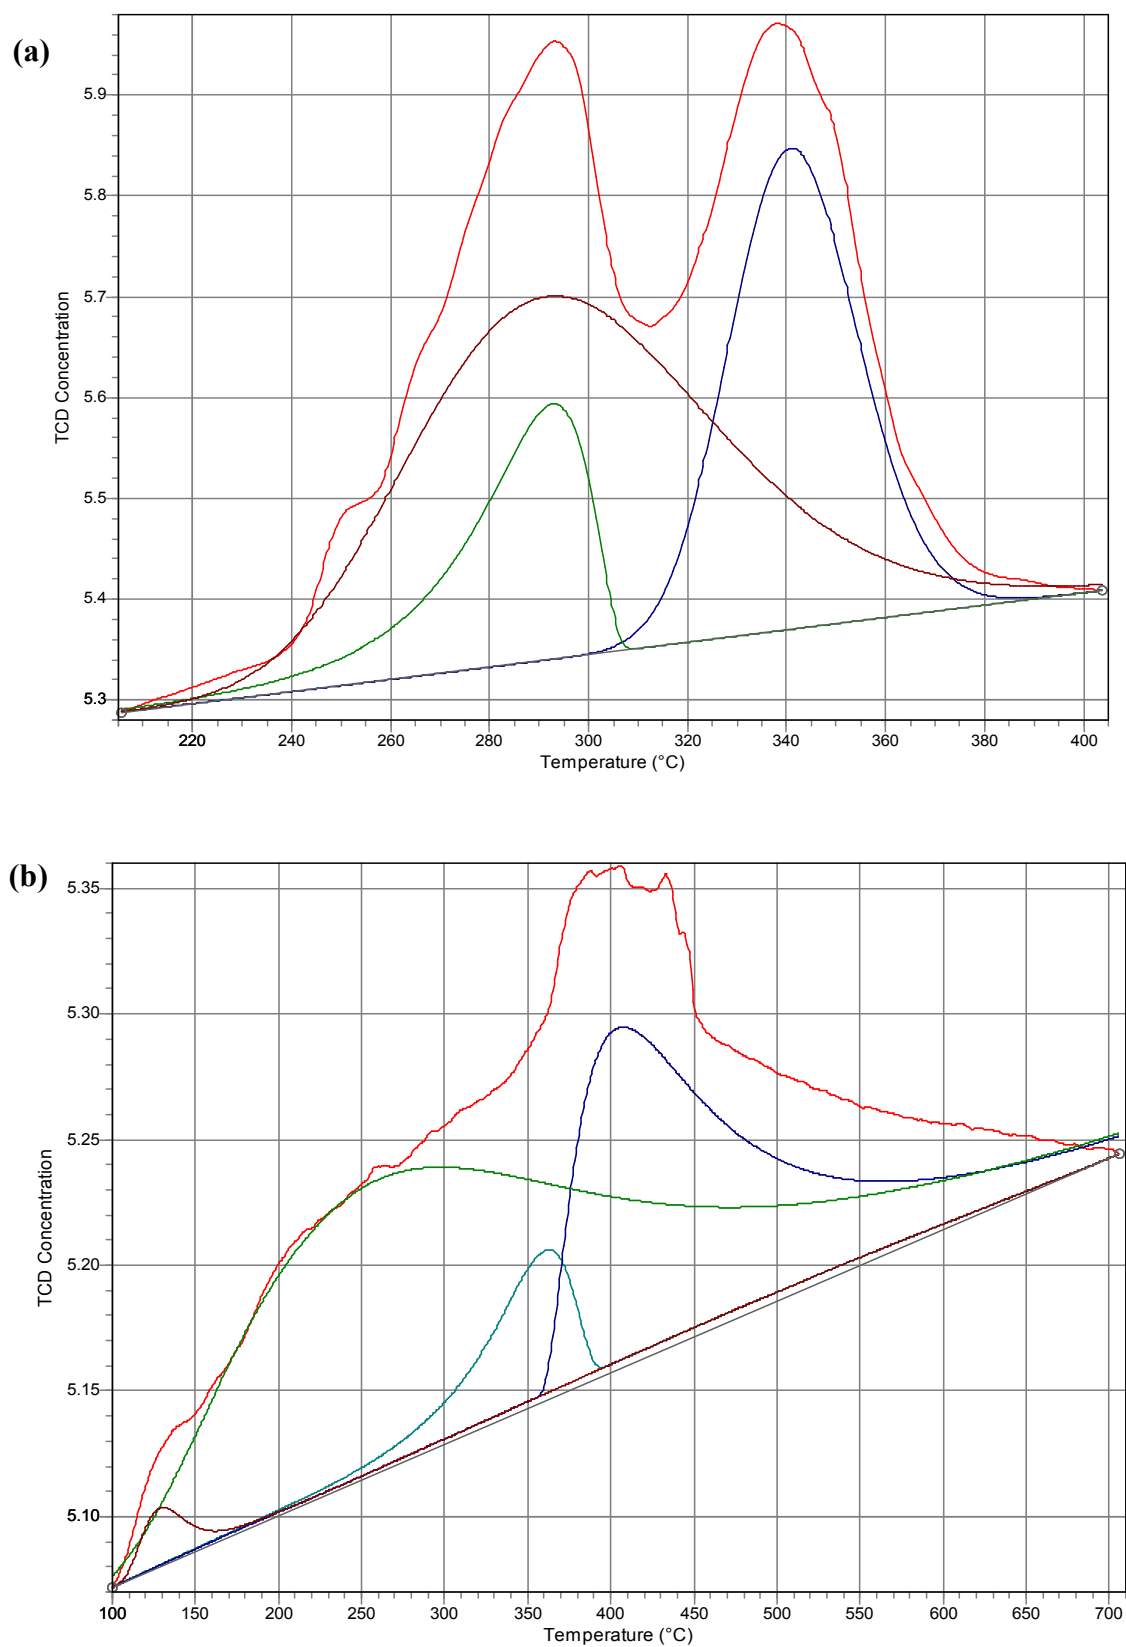 (a)
5.9
5.8
5.7
5.6
5.5
5.4
5.3
TCD Concentration
220 240 260 280 300 320 340 360 380 400
Temperature (°C)
(b)
5.35
5.30
5.25
5.20
5.15
5.10
TCD Concentration
100 150 200 250 300 350 400 450 500 550 600 650 700
Temperature (°C)